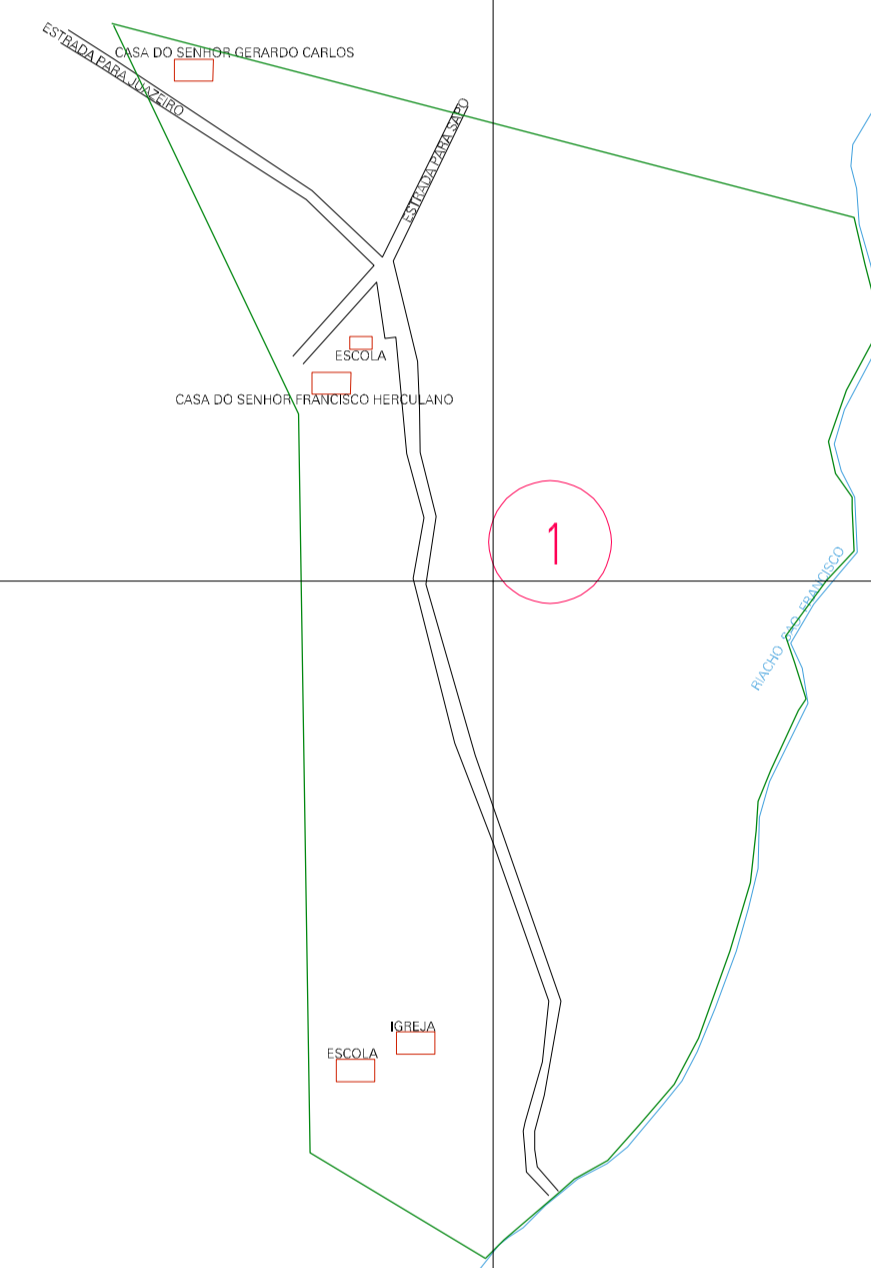 ESTRADA PARA JUAZEIRO
CASA DO SENHOR GERARDO CARLOS
ESTRADA PARA SAPO
ESCOLA
CASA DO SENHOR FRANCISCO HERCULANO
1
RIACHO SÃO FRANCISCO
IGREJA
ESCOLA